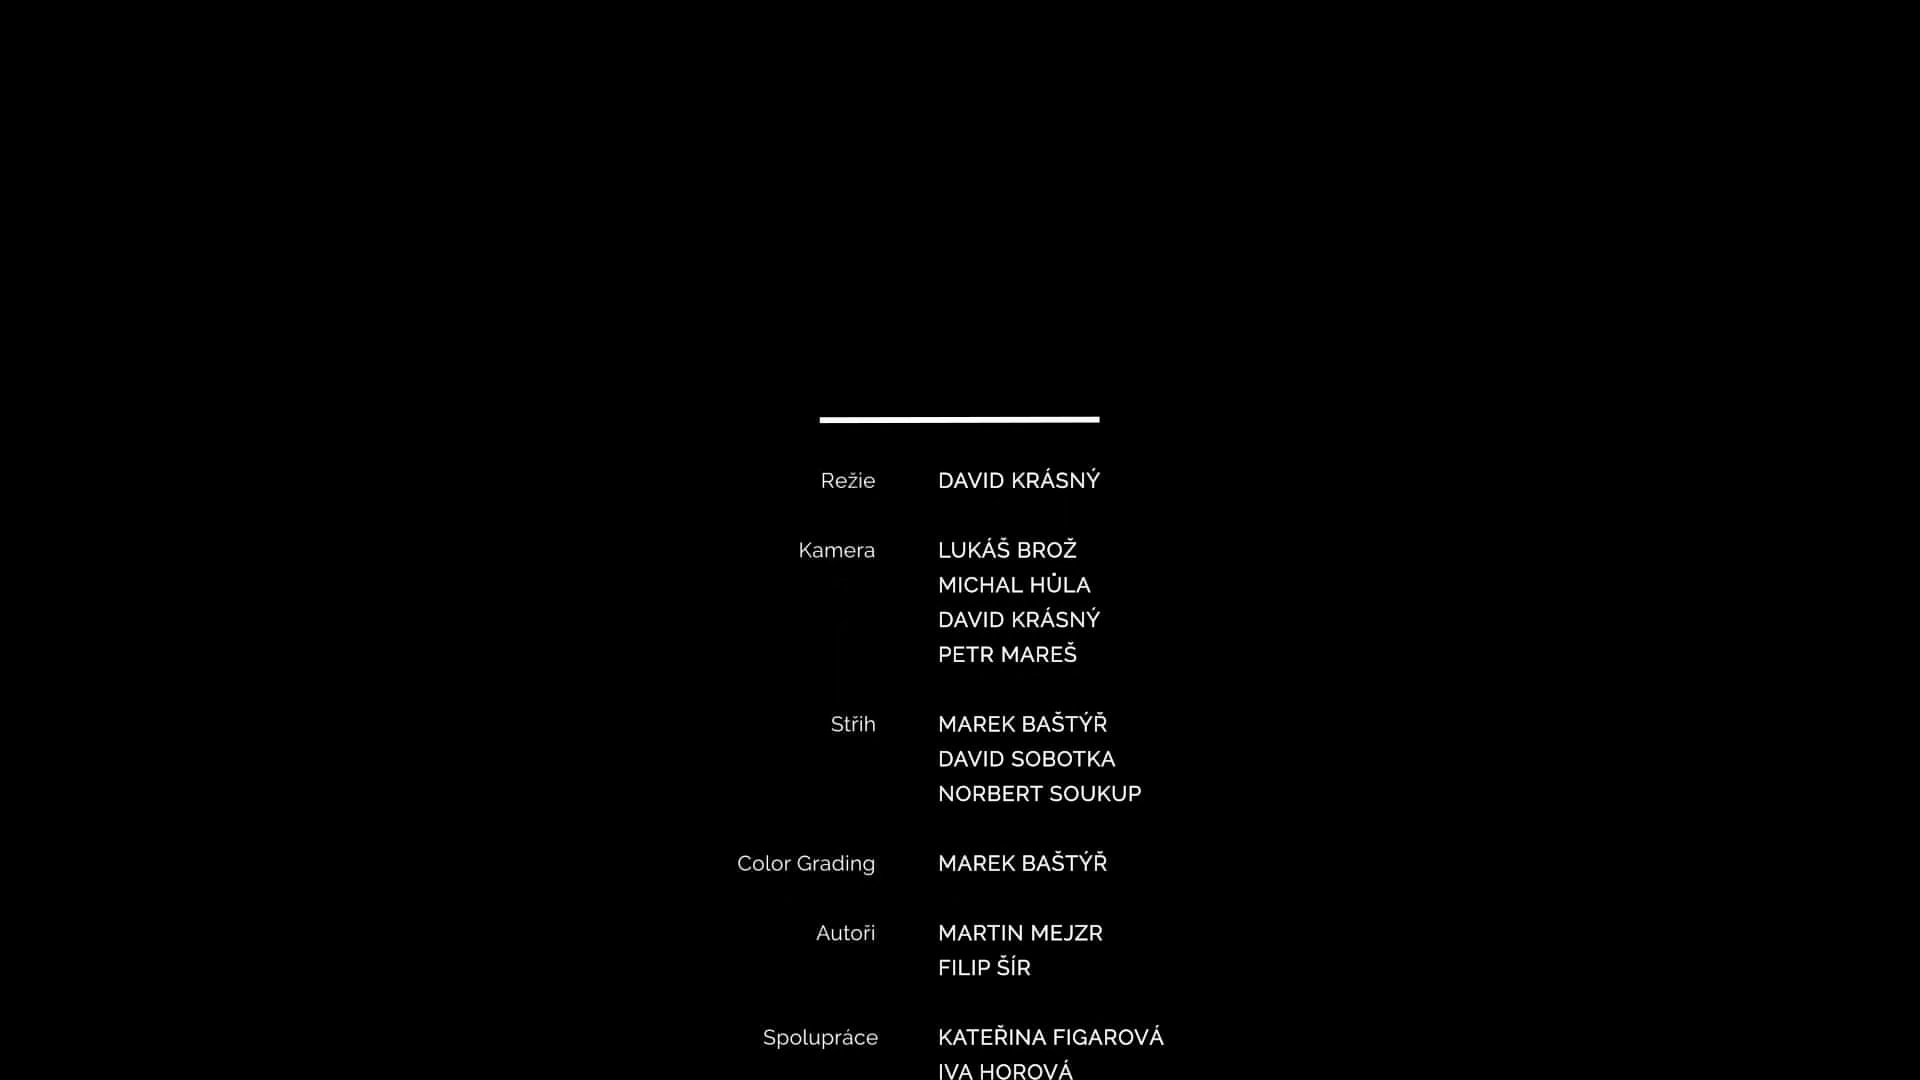 Režie DAVID KRÁSNÝ
Kamera LUKÁŠ BROŽ
MICHAL HŮLA
DAVID KRÁSNÝ
PETR MAREŠ
Střih MAREK BAŠTÝŘ
DAVID SOBOTKA
NORBERT SOUKUP
Color Grading MAREK BAŠTÝŘ
Autoři MARTIN MEJZR
FILIP ŠÍR
Spolupráce KATEŘINA FIGAROVÁ
IVA HOROVÁ